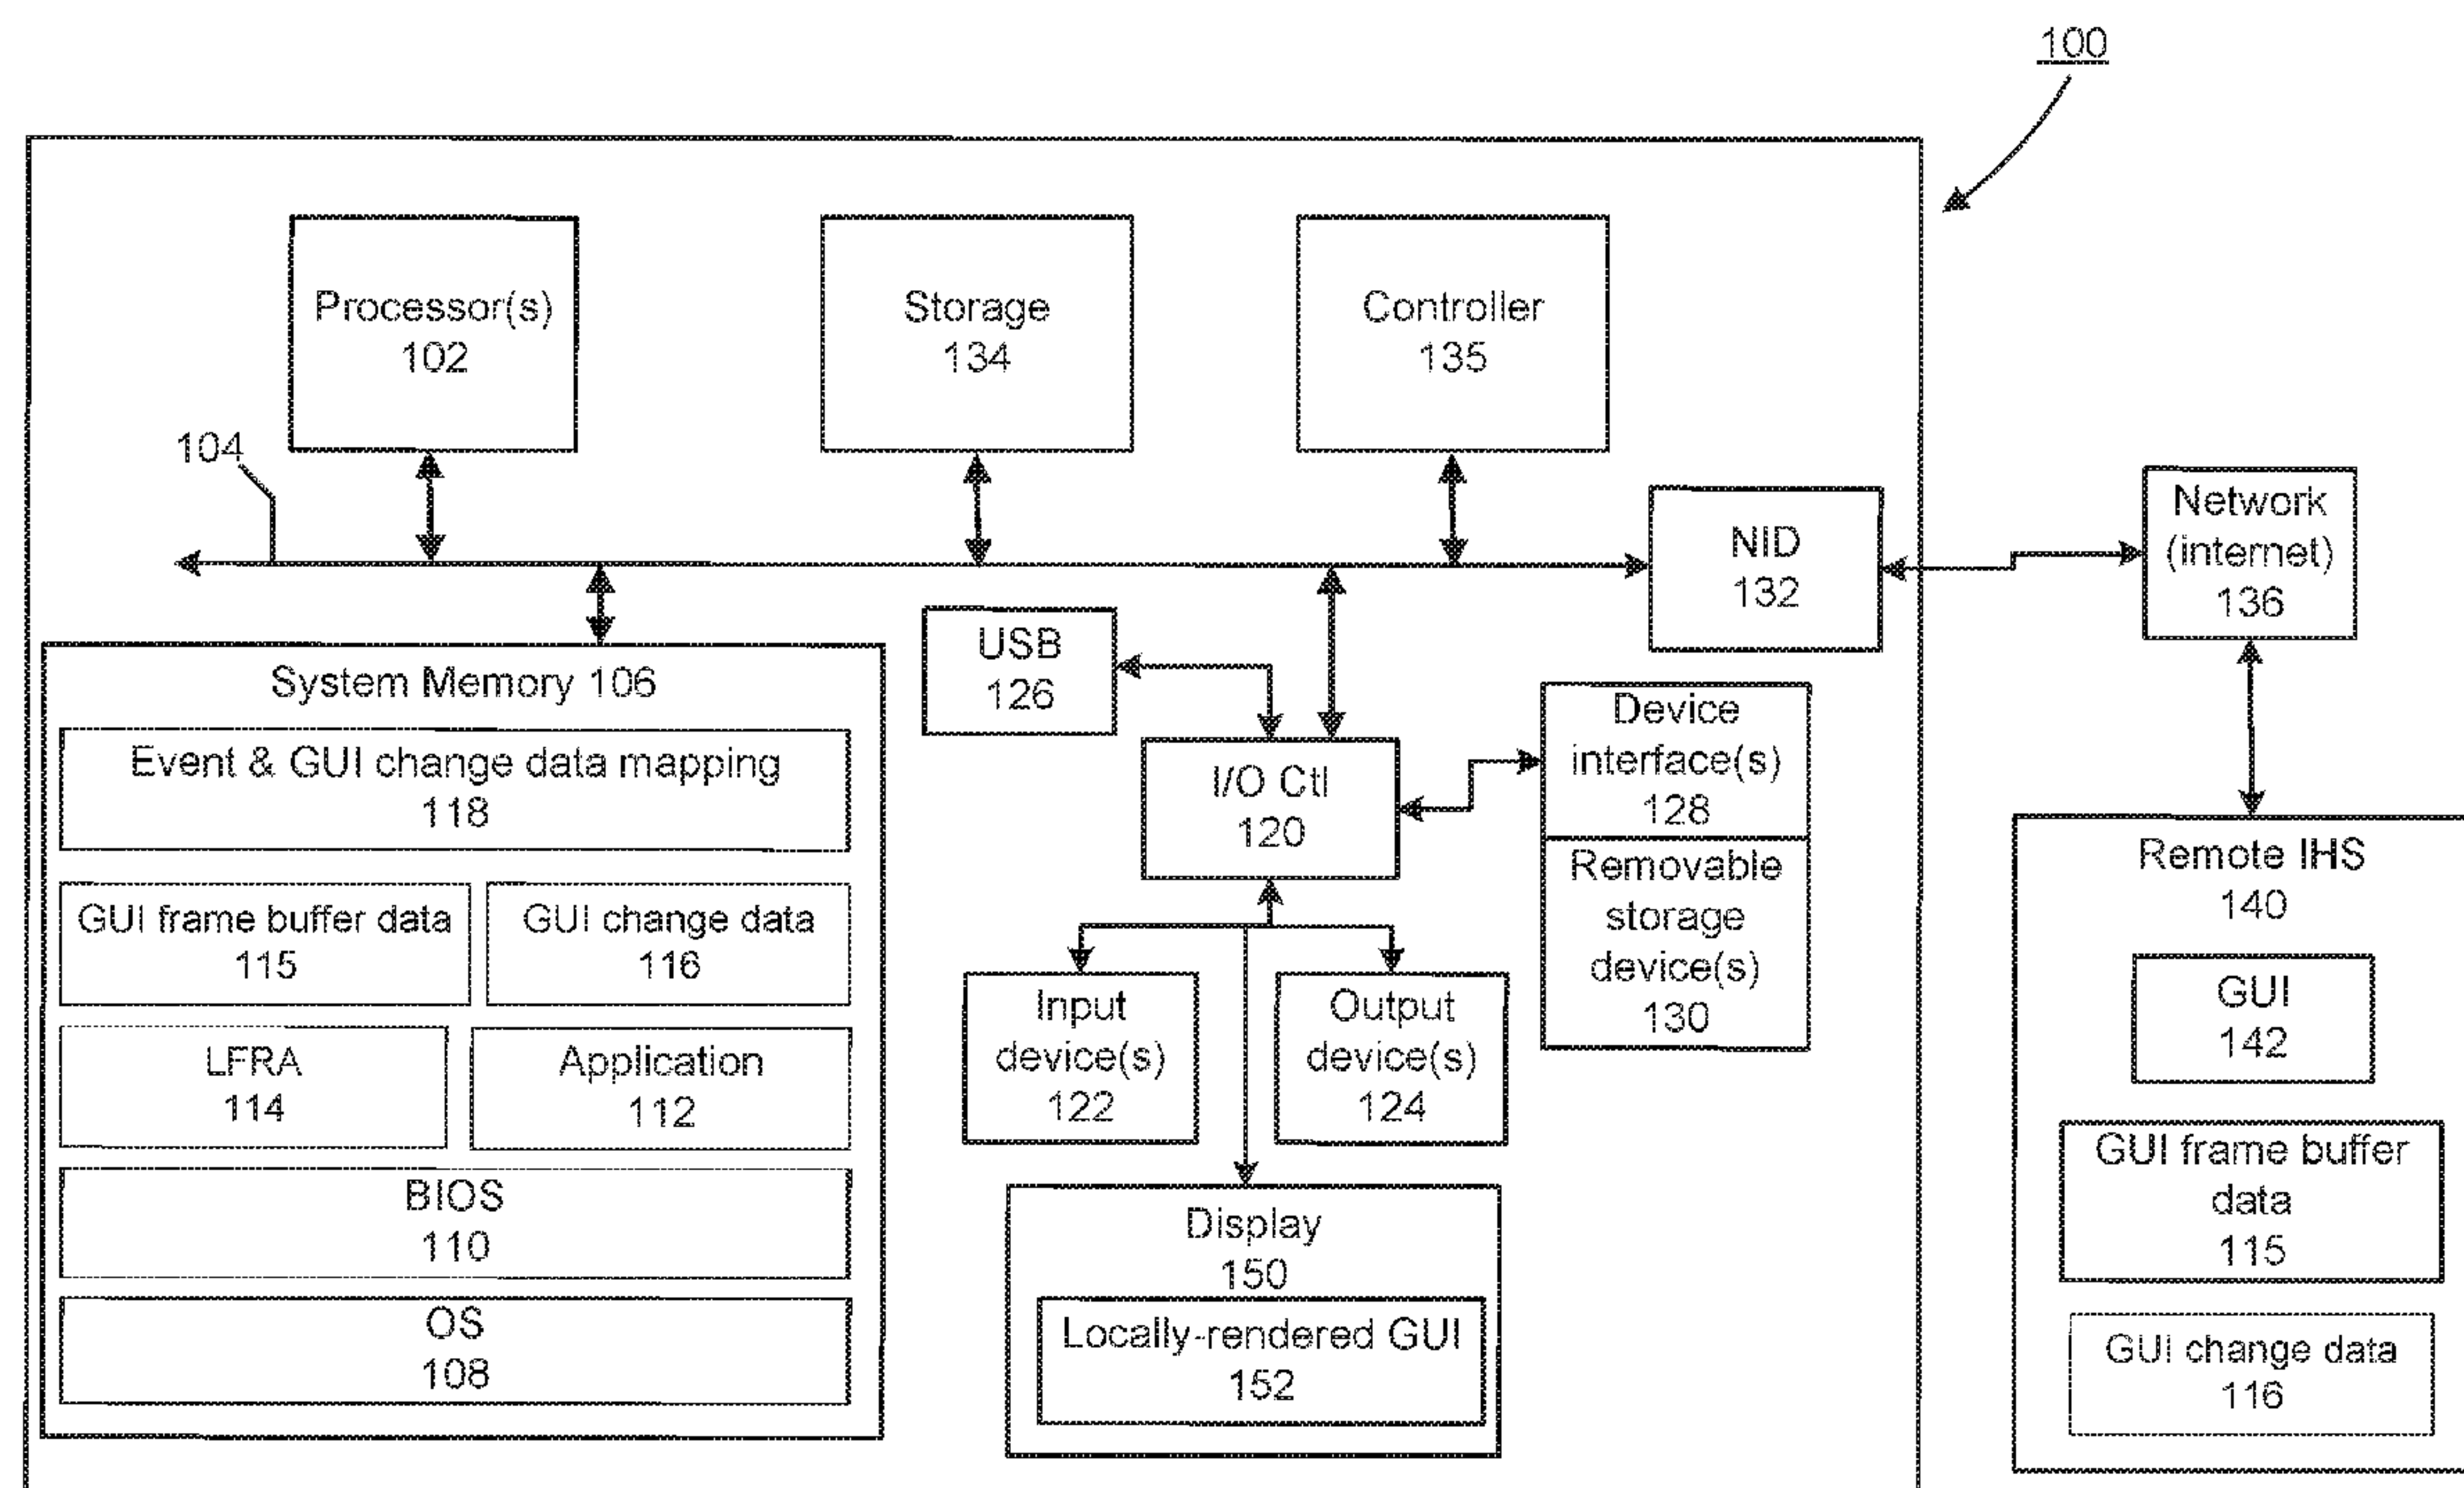 100
Processor(s)
102
Storage
134
Controller
135
104
NID
132
Network
(internet)
136
USB
126
System Memory 106
Event & GUI change data mapping
118
GUI frame buffer data
115
GUI change data
116
LFRA
114
Application
112
BIOS
110
OS
108
I/O Ctl
120
Device
interface(s)
128
Removable
storage
device(s)
130
Input
device(s)
122
Output
device(s)
124
Display
150
Locally-rendered GUI
152
Remote IHS
140
GUI
142
GUI frame buffer
data
115
GUI change data
116